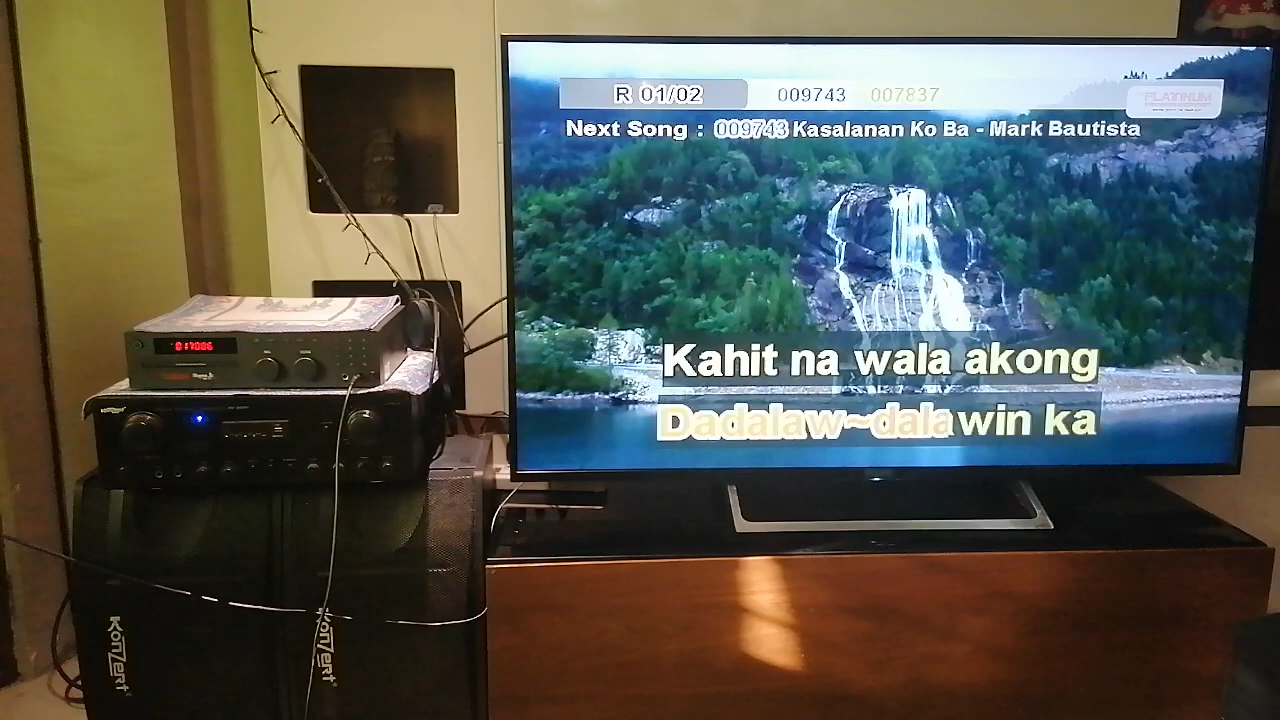 R 01/02 009743 007837
PLATINUM
Next Song : 009743 Kasalanan Ko Ba - Mark Bautista
Kahit na wala akong
Dadalaw~dalawin ka
017006
KONZERT
KONZERT